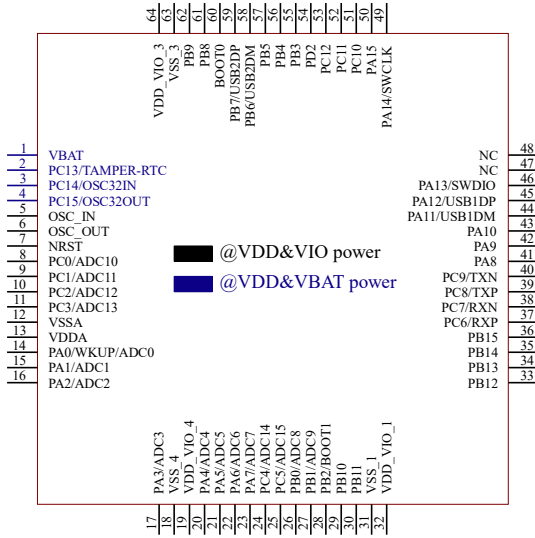 64 63 62 61 60 59 58 57 56 55 54 53 52 51 50 49
VDD_VIO_3
VSS_3
PB9
PB8
BOOT0
PB7/USB2DP
PB6/USB2DM
PB5
PB4
PB3
PD2
PC12
PC11
PC10
PA15
PA14/SWCLK
1 VBAT
2 PC13/TAMPER-RTC
3 PC14/OSC32IN
4 PC15/OSC32OUT
5 OSC_IN
6 OSC_OUT
7 NRST
8 PC0/ADC10
9 PC1/ADC11
10 PC2/ADC12
11 PC3/ADC13
12 VSSA
13 VDDA
14 PA0/WKUP/ADC0
15 PA1/ADC1
16 PA2/ADC2
@VDD&VIO power
@VDD&VBAT power
NC 48
NC 47
PA13/SWDIO 46
PA12/USB1DP 45
PA11/USB1DM 44
PA10 43
PA9 42
PA8 41
PC9/TXN 40
PC8/TXP 39
PC7/RXN 38
PC6/RXP 37
PB15 36
PB14 35
PB13 34
PB12 33
PA3/ADC3
VSS_4
VDD_VIO_4
PA4/ADC4
PA5/ADC5
PA6/ADC6
PA7/ADC7
PC4/ADC14
PC5/ADC15
PB0/ADC8
PB1/ADC9
PB2/BOOT1
PB10
PB11
VSS_1
VDD_VIO_1
17 18 19 20 21 22 23 24 25 26 27 28 29 30 31 32